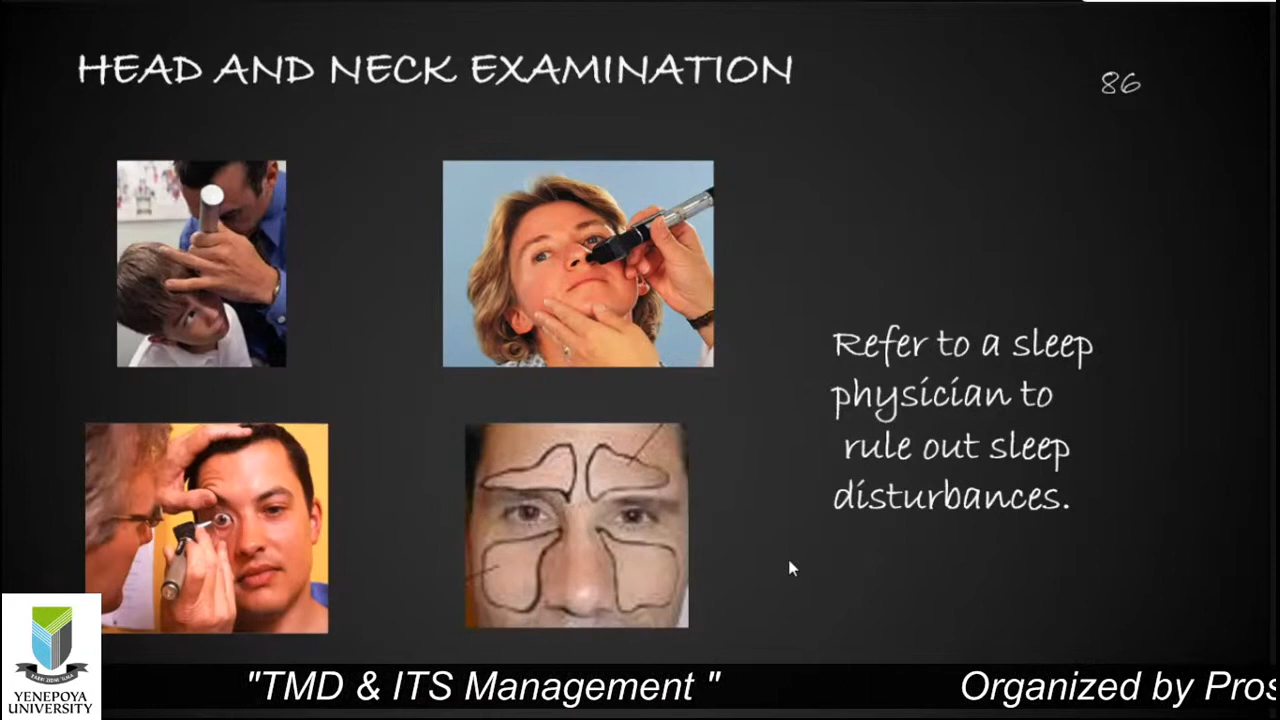 HEAD AND NECK EXAMINATION
86
Refer to a sleep
physician to
rule out sleep
disturbances.
YENEPOYA
UNIVERSITY
"TMD & ITS Management "
Organized by Pros